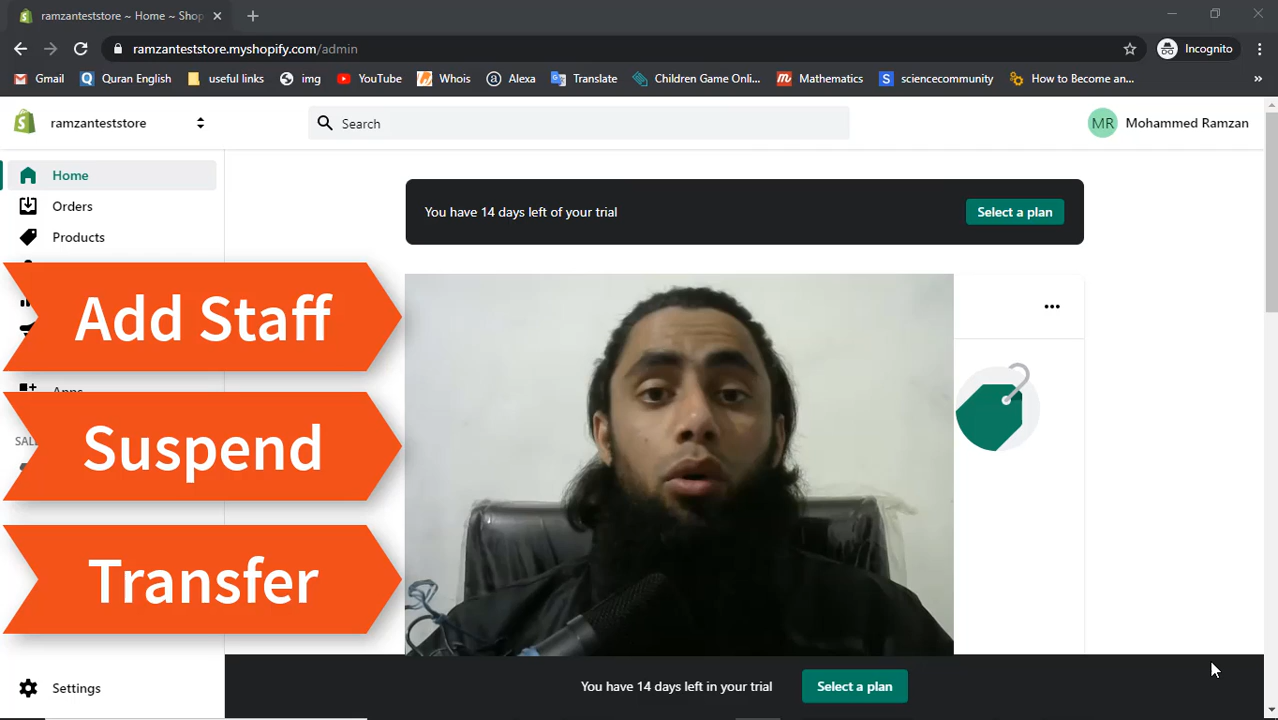 ramzanteststore ~ Home ~ Shop
ramzanteststore.myshopify.com/admin
Incognito
Gmail
Quran English
useful links
img
YouTube
Whois
Alexa
Translate
Children Game Onli...
Mathematics
sciencecommunity
How to Become an...
ramzanteststore
Search
MR
Mohammed Ramzan
Home
Orders
Products
You have 14 days left of your trial
Select a plan
Add Staff
Apps
Suspend
Transfer
Settings
You have 14 days left in your trial
Select a plan